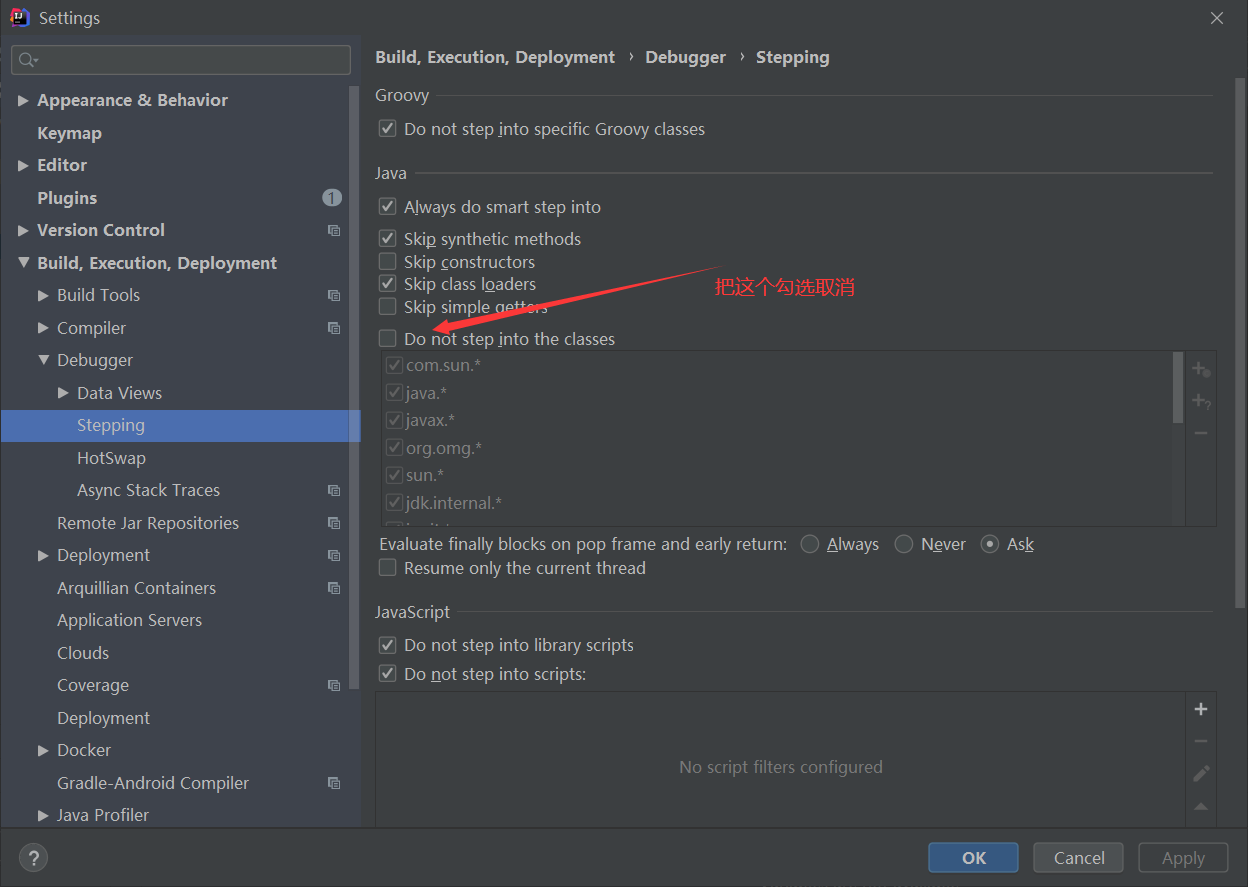 Settings
Build, Execution, Deployment › Debugger › Stepping
Appearance & Behavior
Keymap
Editor
Plugins 1
Version Control
Build, Execution, Deployment
Build Tools
Compiler
Debugger
Data Views
Stepping
HotSwap
Async Stack Traces
Remote Jar Repositories
Deployment
Arquillian Containers
Application Servers
Clouds
Coverage
Deployment
Docker
Gradle-Android Compiler
Java Profiler
Groovy
Do not step into specific Groovy classes
Java
Always do smart step into
Skip synthetic methods
Skip constructors
Skip class loaders
把这个勾选取消
Skip simple getters
Do not step into the classes
com.sun.*
java.*
javax.*
org.omg.*
sun.*
jdk.internal.*
Evaluate finally blocks on pop frame and early return: Always Never Ask
Resume only the current thread
JavaScript
Do not step into library scripts
Do not step into scripts:
No script filters configured
?
OK Cancel Apply